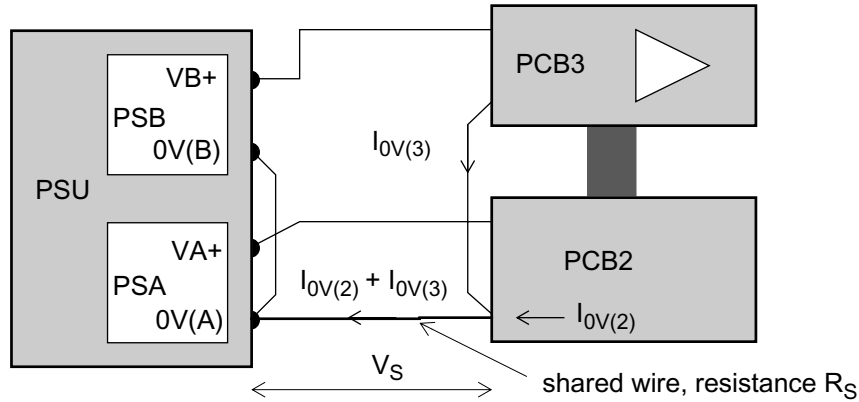 VB+
PSB
0V(B)
PSU
VA+
PSA
0V(A)
PCB3
I0V(3)
PCB2
I0V(2) + I0V(3)
I0V(2)
VS
shared wire, resistance RS